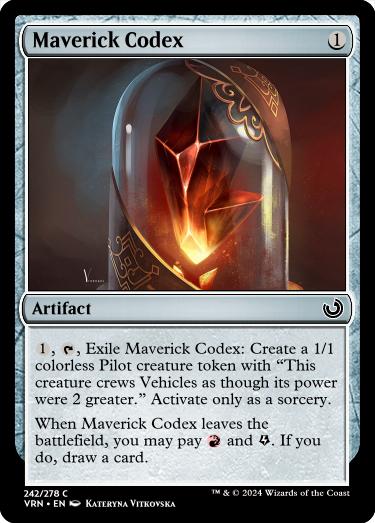 Maverick Codex 1
Artifact
1, , Exile Maverick Codex: Create a 1/1
colorless Pilot creature token with “This
creature crews Vehicles as though its power
were 2 greater.” Activate only as a sorcery.
When Maverick Codex leaves the
battlefield, you may pay and . If you
do, draw a card.
242/278 C
VRN • EN KATERYNA VITKOVSKA
™ & © 2024 Wizards of the Coast